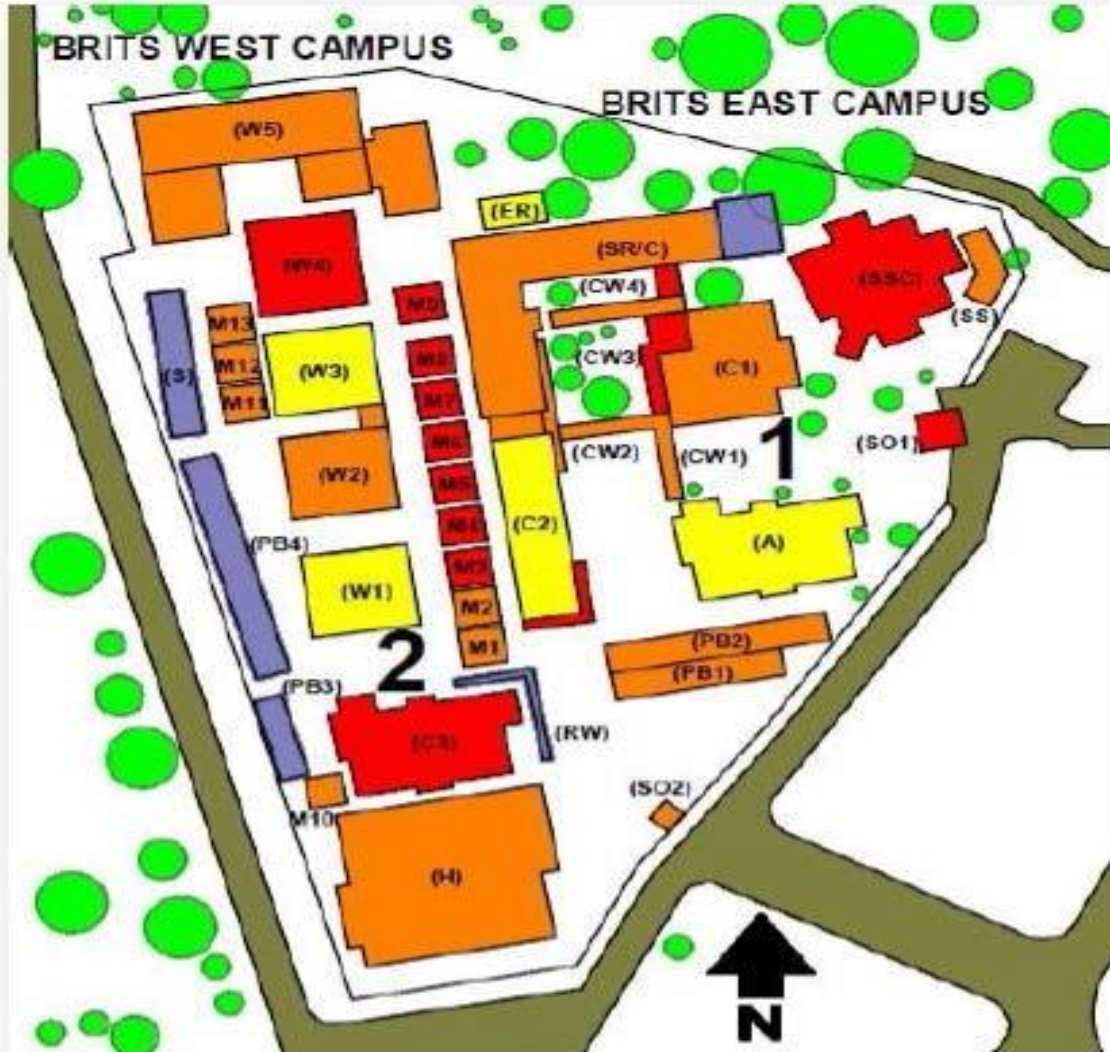 BRITS WEST CAMPUS
BRITS EAST CAMPUS
(W5)
(ER)
(SR/C)
(W4)
(CW4)
(SSC)
(SS)
M9
M13
M12
M11
(S)
(W3)
M8
(CW3)
(C1)
M7
1
(SO1)
M6
(CW2)
(CW1)
(W2)
M5
(C2)
M4
(A)
(PB4)
M3
(W1)
M2
M1
(PB2)
(PB1)
2
(PB3)
(C3)
(RW)
(SO2)
M10
(H)
N